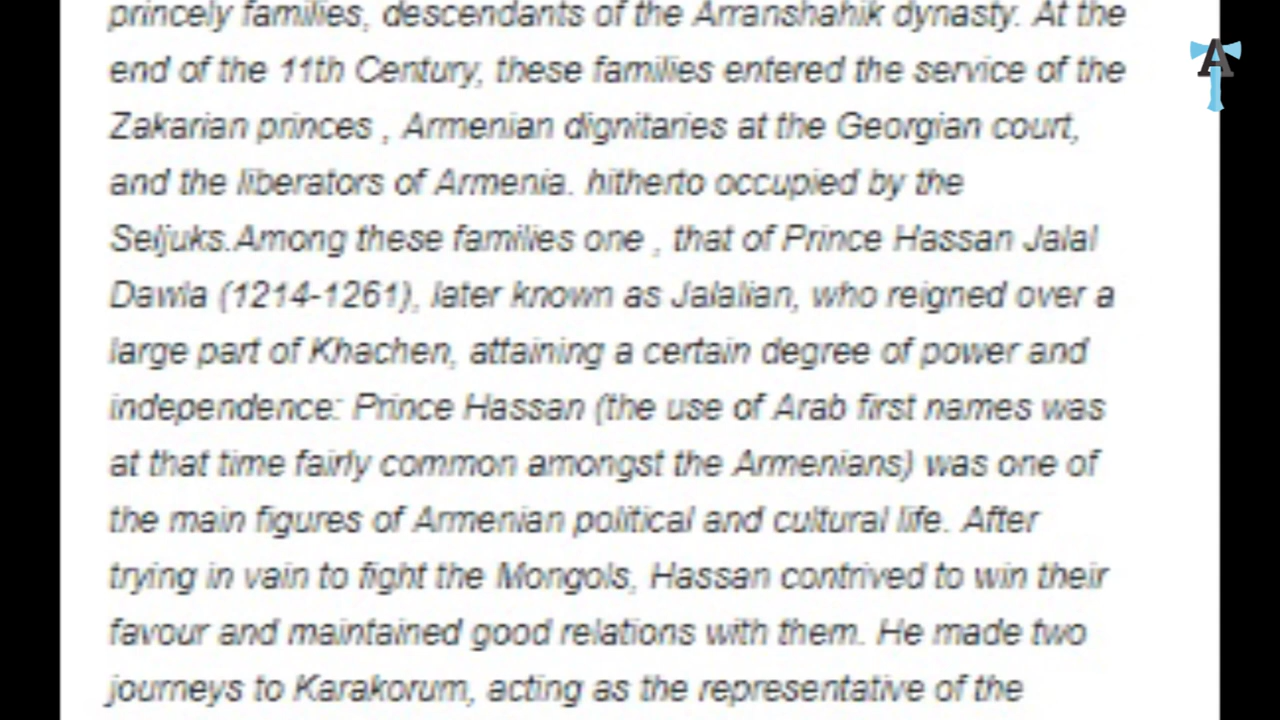 princely families, descendants of the Arranshahik dynasty. At the
end of the 11th Century, these families entered the service of the
Zakarian princes , Armenian dignitaries at the Georgian court,
and the liberators of Armenia. hitherto occupied by the
Seljuks.Among these families one , that of Prince Hassan Jalal
Dawla (1214-1261), later known as Jalalian, who reigned over a
large part of Khachen, attaining a certain degree of power and
independence: Prince Hassan (the use of Arab first names was
at that time fairly common amongst the Armenians) was one of
the main figures of Armenian political and cultural life. After
trying in vain to fight the Mongols, Hassan contrived to win their
favour and maintained good relations with them. He made two
journeys to Karakorum, acting as the representative of the
A